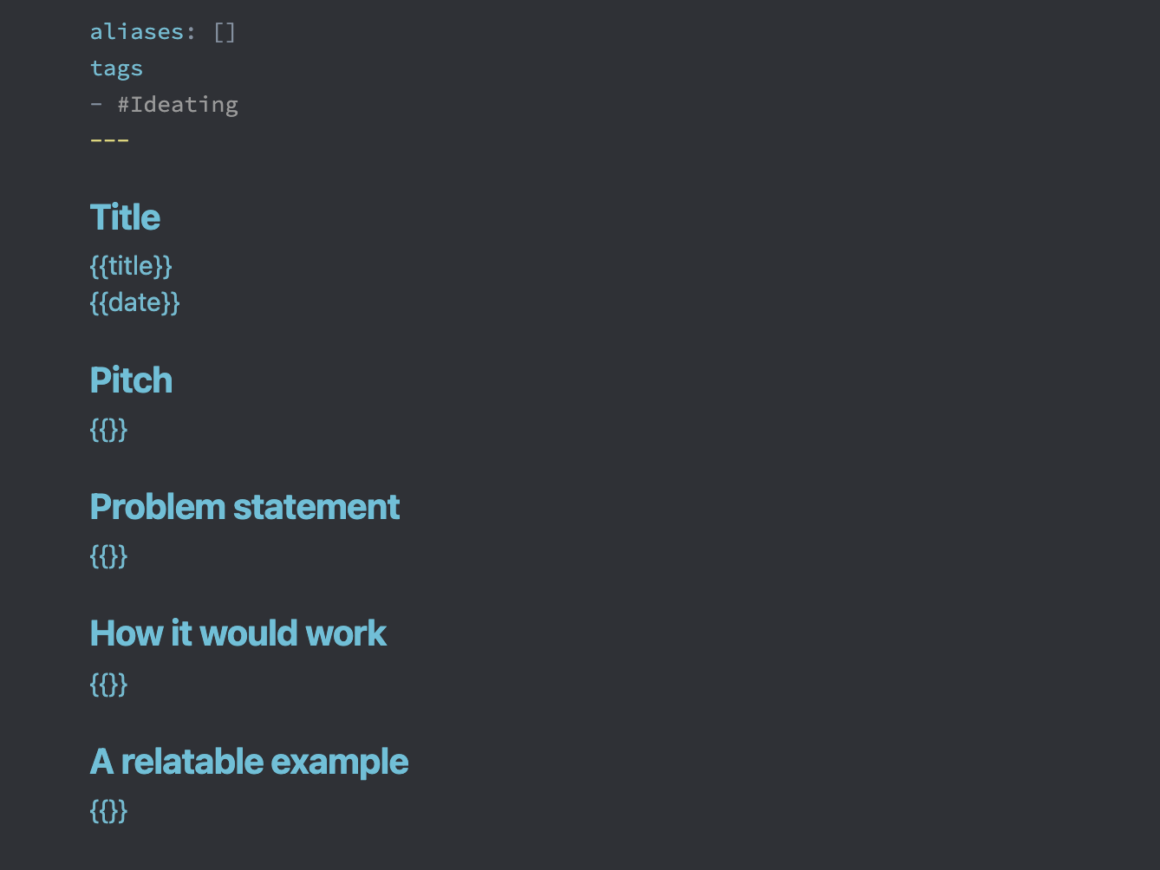 aliases: []
tags
- #Ideating
---
Title
{{title}}
{{date}}
Pitch
{{}}
Problem statement
{{}}
How it would work
{{}}
A relatable example
{{}}